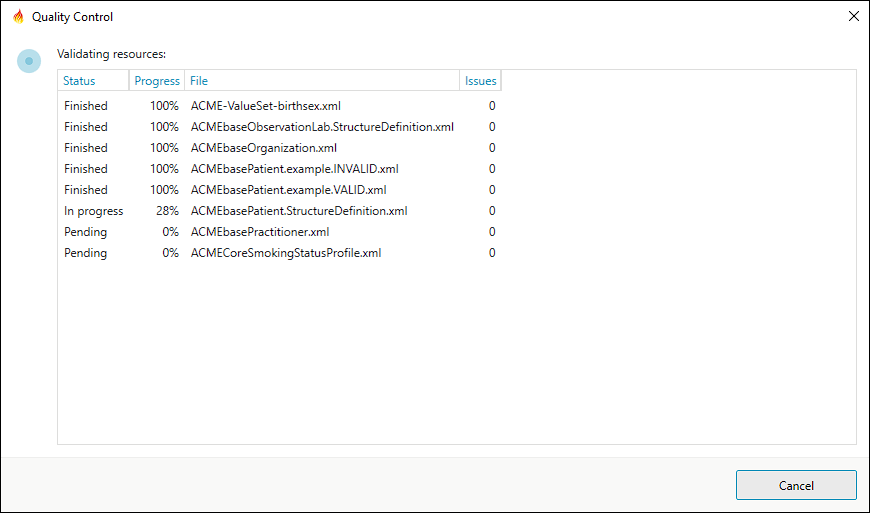 Quality Control
Validating resources:
Status Progress File Issues
Finished 100% ACME-ValueSet-birthsex.xml 0
Finished 100% ACMEbaseObservationLab.StructureDefinition.xml 0
Finished 100% ACMEbaseOrganization.xml 0
Finished 100% ACMEbasePatient.example.INVALID.xml 0
Finished 100% ACMEbasePatient.example.VALID.xml 0
In progress 28% ACMEbasePatient.StructureDefinition.xml 0
Pending 0% ACMEbasePractitioner.xml 0
Pending 0% ACMECoreSmokingStatusProfile.xml 0
Cancel